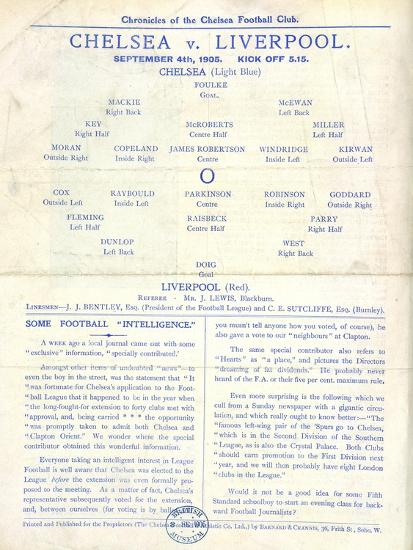 Chronicles of the Chelsea Football Club.
CHELSEA v. LIVERPOOL.
SEPTEMBER 4th, 1905. KICK OFF 5.15.
CHELSEA (Light Blue)
FOULKE
Goal.
MACKIE McEWAN
Right Back Left Back
KEY McROBERTS MILLER
Right Half Centre Half Left Half
MORAN COPELAND JAMES ROBERTSON WINDRIDGE KIRWAN
Outside Right Inside Right Centre Inside Left Outside Left
O
COX RAYBOULD PARKINSON ROBINSON GODDARD
Outside Left Inside Left Centre Inside Right Outside Right
FLEMING RAISBECK PARRY
Left Half Centre Half Right Half
DUNLOP WEST
Left Back Right Back
DOIG
Goal
LIVERPOOL (Red).
Referee - Mr. J. LEWIS, Blackburn.
Linesmen—J. J. BENTLEY, Esq. (President of the Football League) and C. E. SUTCLIFFE, Esq. (Burnley).
SOME FOOTBALL "INTELLIGENCE."
A week ago a local journal came out with some
"exclusive" information, "specially contributed.'
Amongst other items of undoubted "news"—to
even the boy in the street, was the statement that "It
"was fortunate for Chelsea's application to the Foot-
"ball League that it happened to be in the year when
"the long-fought-for extension to forty clubs met with
"approval, and, being carried * * * the opportunity
"was promptly taken to admit both Chelsea and
"Clapton Orient." We wonder where the special
contributor obtained this wonderful information.
Everyone taking an intelligent interest in League
Football is well aware that Chelsea was elected to the
League before the extension was even formally pro-
posed to the meeting. As a matter of fact, Chelsea's
representative subsequently voted for the extension,
and, between ourselves (for voting is by ballot
you musn't tell anyone how you voted, of course), he
also gave a vote to our "neighbours" at Clapton.
The same special contributor also refers to
"Hearts" as "a place," and pictures the Directors
"dreaming of fat dividends." He probably never
heard of the F.A. or their five per cent. maximum rule.
Even more surprising is the following which we
cull from a Sunday newspaper with a gigantic circu-
lation, and which really ought to know better:—"The
"famous left-wing pair of the 'Spurs go to Chelsea,
"which is in the Second Division of the Southern
"League, as is also the Crystal Palace. Both Clubs
"should earn promotion to the First Division next
"year, and we will then probably have eight London
"clubs in the League."
Would it not be a good idea for some Fifth
Standard schoolboy to start an evening class for back-
ward Football Journalists?
Printed and Published for the Proprietors (The Chelsea Co. Ltd.,) by Barnard & Crannis, 36, Frith St., Soho, W.
BRITISH
MUSEUM